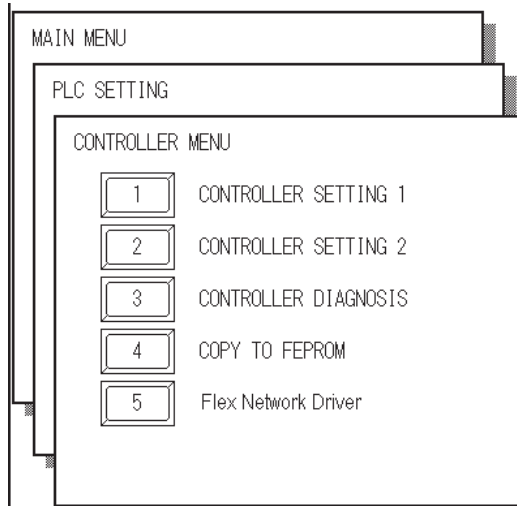 MAIN MENU
PLC SETTING
CONTROLLER MENU
1 CONTROLLER SETTING 1
2 CONTROLLER SETTING 2
3 CONTROLLER DIAGNOSIS
4 COPY TO FEPROM
5 Flex Network Driver